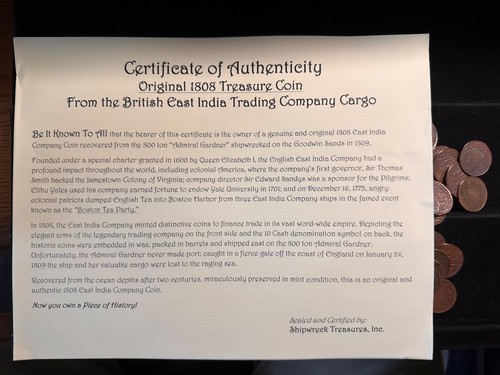 Certificate of Authenticity
Original 1808 Treasure Coin
From the British East India Trading Company Cargo
Be It Known To All that the bearer of this certificate is the owner of a genuine and original 1808 East India
Company Coin recovered from the 800 ton "Admiral Gardner" shipwrecked on the Goodwin Sands in 1809.
Founded under a special charter granted in 1600 by Queen Elizabeth I, the English East India Company had a
profound impact throughout the world, including colonial America, where the company's first governor, Sir Thomas
Smith backed the Jamestown Colony of Virginia; company director Sir Edward Sandys was a sponsor for the Pilgrims;
Elihu Yales used his company earned fortune to endow Yale University in 1701; and on December 16, 1773, angry
colonial patriots dumped English Tea into Boston Harbor from three East India Company ships in the famed event
known as the "Boston Tea Party."
In 1808, the East India Company minted distinctive coins to finance trade in its vast word-wide empire. Depicting the
elegant arms of the legendary trading company on the front side and the 10 Cash denomination symbol on back, the
historic coins were embedded in wax, packed in barrels and shipped east on the 800 ton Admiral Gardner.
Unfortunately, the Admiral Gardner never made port; caught in a fierce gale off the coast of England on January 24,
1809 the ship and her valuable cargo were lost to the raging sea.
Recovered from the ocean depths after two centuries, miraculously preserved in mint condition, this is an original and
authentic 1808 East India Company Coin.
Now you own a Piece of History!
Sealed and Certified by:
Shipwreck Treasures, Inc.